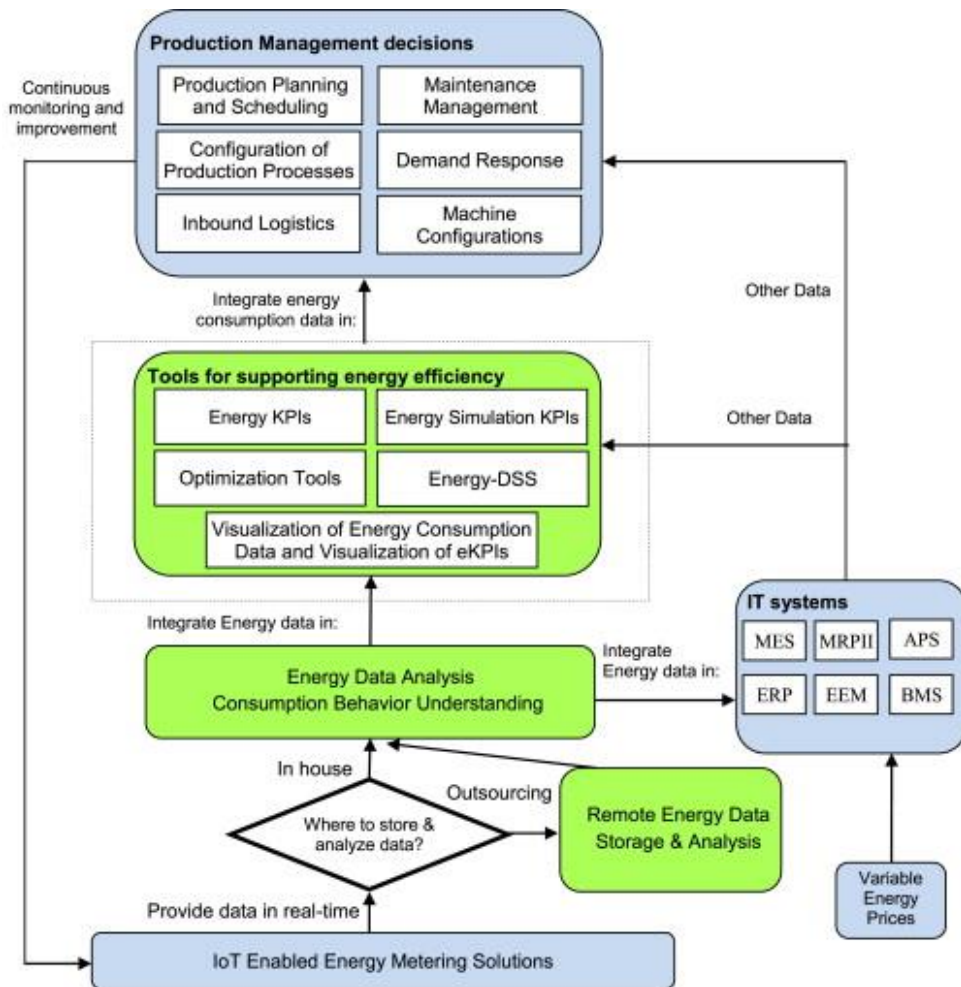 Production Management decisions
Continuous
monitoring and
improvement
Production Planning
and Scheduling
Maintenance
Management
Configuration of
Production Processes
Demand Response
Inbound Logistics
Machine
Configurations
Integrate energy
consumption data in:
Other Data
Tools for supporting energy efficiency
Energy KPIs
Energy Simulation KPIs
Other Data
Optimization Tools
Energy-DSS
Visualization of Energy Consumption
Data and Visualization of eKPIs
Integrate Energy data in:
IT systems
MES
MRPII
APS
ERP
EEM
BMS
Integrate
Energy data in:
Energy Data Analysis
Consumption Behavior Understanding
In house
Outsourcing
Where to store &
analyze data?
Remote Energy Data
Storage & Analysis
Variable
Energy
Prices
Provide data in real-time
IoT Enabled Energy Metering Solutions